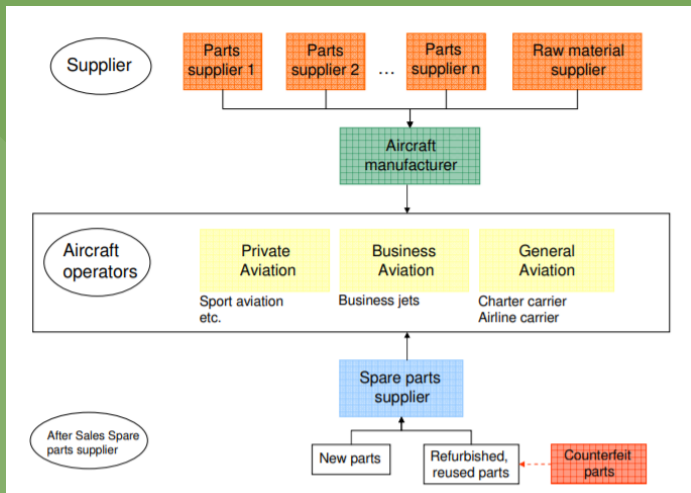 Supplier
Parts
supplier 1
Parts
supplier 2
...
Parts
supplier n
Raw material
supplier
Aircraft
manufacturer
Aircraft
operators
Private
Aviation
Sport aviation
etc.
Business
Aviation
Business jets
General
Aviation
Charter carrier
Airline carrier
Spare parts
supplier
After Sales Spare
parts supplier
New parts
Refurbished,
reused parts
Counterfeit
parts